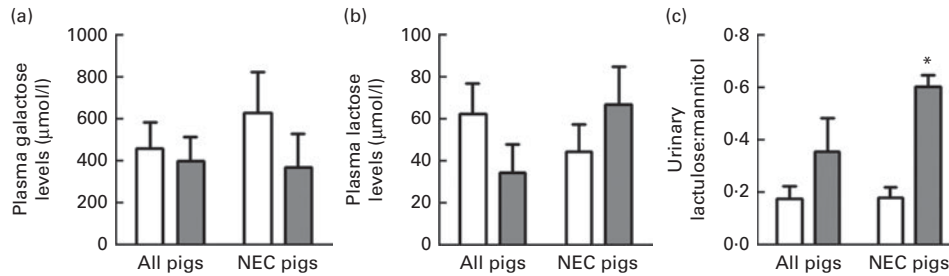 (a)
Plasma galactose
levels (μmol/l)
1000
800
600
400
200
0
All pigs
NEC pigs
(b)
Plasma lactose
levels (μmol/l)
100
80
60
40
20
0
All pigs
NEC pigs
(c)
Urinary
lactulose:mannitol
0·8
0·6
0·4
0·2
0·0
*
All pigs
NEC pigs